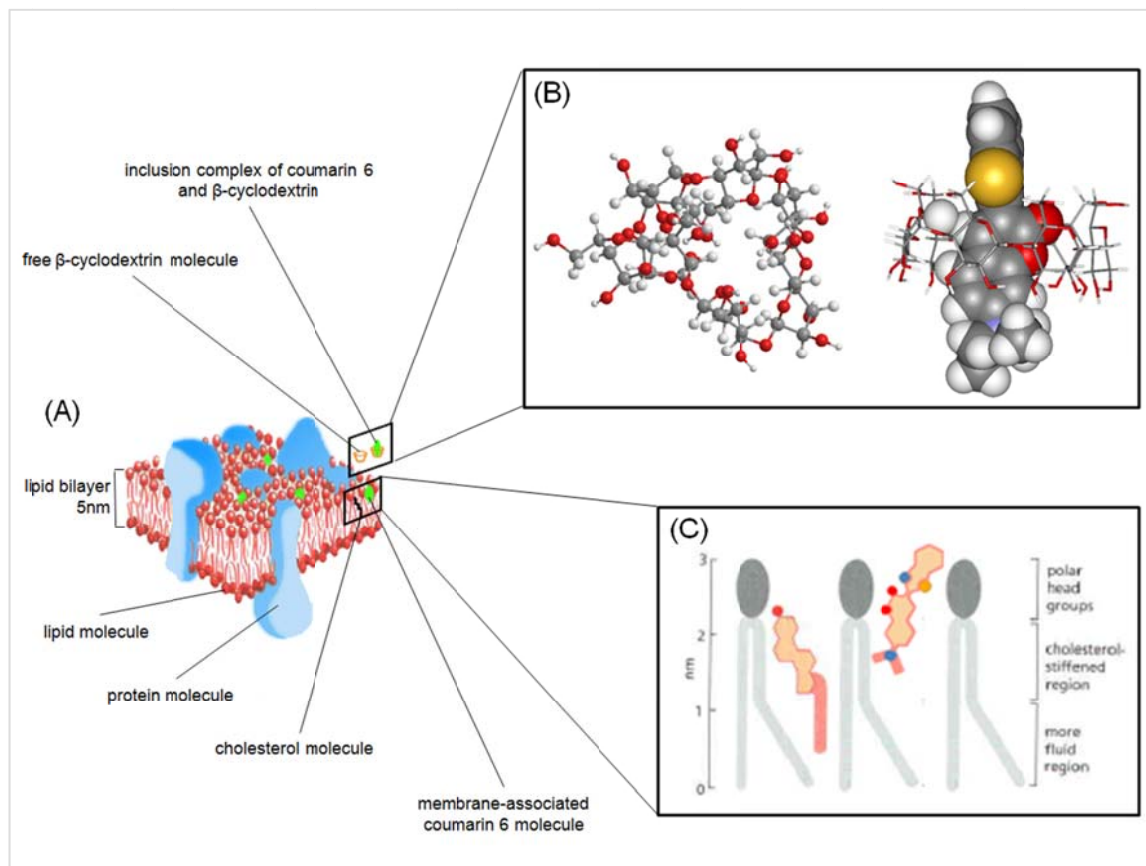 (B)
inclusion complex of coumarin 6
and β-cyclodextrin
free β-cyclodextrin molecule
(A)
lipid bilayer
5nm
lipid molecule
protein molecule
cholesterol molecule
membrane-associated
coumarin 6 molecule
(C)
3
2
nm
1
0
polar
head
groups
cholesterol-
stiffened
region
more
fluid
region